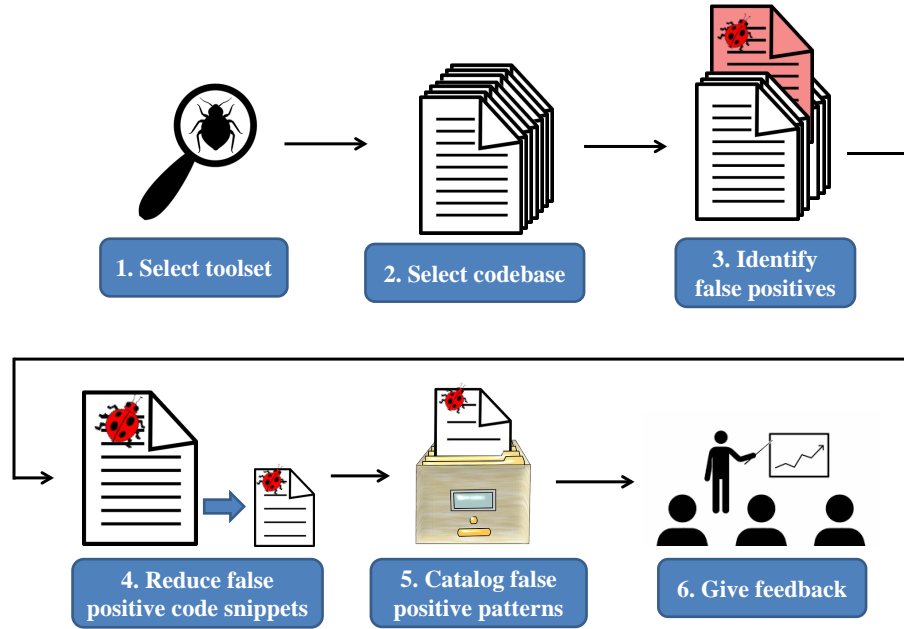 1. Select toolset
2. Select codebase
3. Identify
false positives
4. Reduce false
positive code snippets
5. Catalog false
positive patterns
6. Give feedback